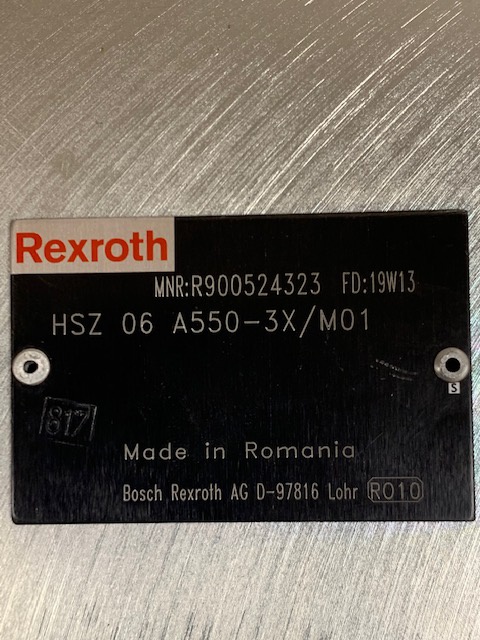 Rexroth
MNR:R900524323 FD:19W13
HSZ 06 A550-3X/M01
S
817
Made in Romania
Bosch Rexroth AG D-97816 Lohr RO10